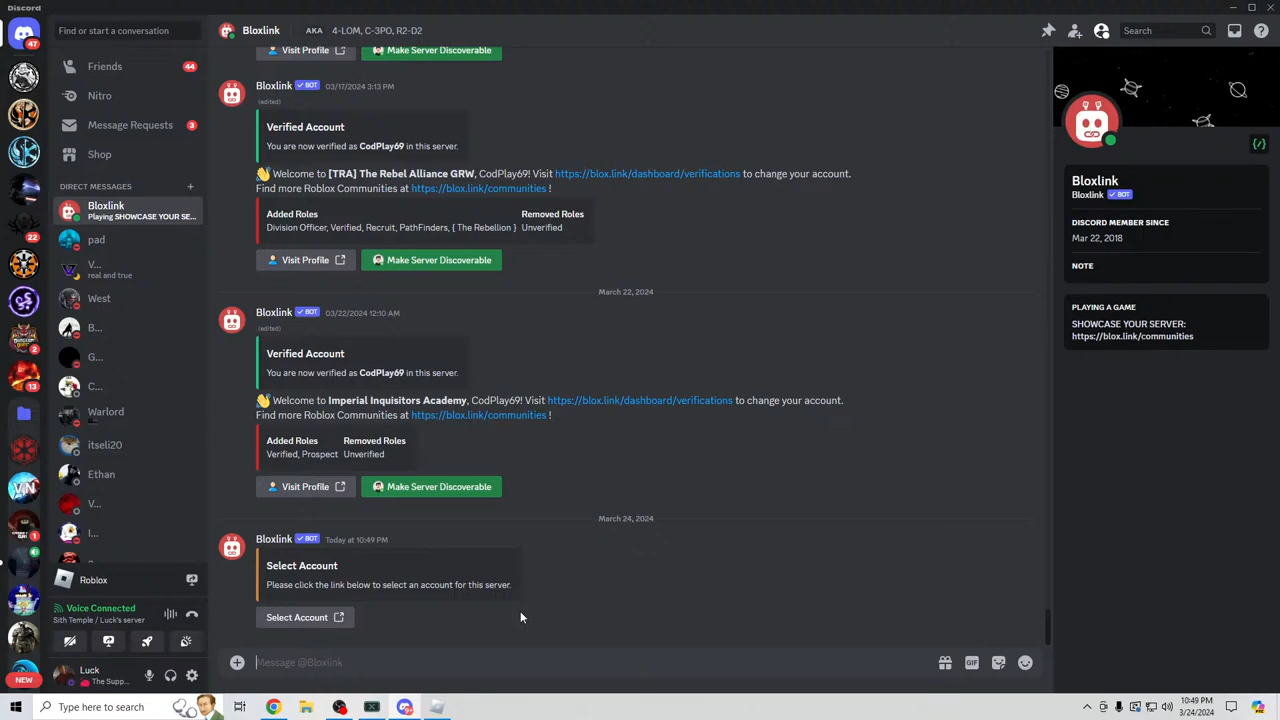 Discord
47
22
2
13
1
NEW
Find or start a conversation
Friends
44
Nitro
Message Requests
3
Shop
DIRECT MESSAGES
Bloxlink
Playing SHOWCASE YOUR SE...
pad
V...
real and true
West
B...
G...
C...
Warlord
itseli20
Ethan
V...
I...
Roblox
Voice Connected
Sith Temple / Luck's server
Luck
The Supp...
Bloxlink
AKA
4-LOM, C-3PO, R2-D2
Search
Visit Profile
Make Server Discoverable
Bloxlink BOT 03/17/2024 3:13 PM
(edited)
Verified Account
You are now verified as CodPlay69 in this server.
Welcome to [TRA] The Rebel Alliance GRW, CodPlay69! Visit https://blox.link/dashboard/verifications to change your account.
Find more Roblox Communities at https://blox.link/communities !
Added Roles Removed Roles
Division Officer, Verified, Recruit, PathFinders, { The Rebellion } Unverified
Visit Profile
Make Server Discoverable
March 22, 2024
Bloxlink BOT 03/22/2024 12:10 AM
(edited)
Verified Account
You are now verified as CodPlay69 in this server.
Welcome to Imperial Inquisitors Academy, CodPlay69! Visit https://blox.link/dashboard/verifications to change your account.
Find more Roblox Communities at https://blox.link/communities !
Added Roles Removed Roles
Verified, Prospect Unverified
Visit Profile
Make Server Discoverable
March 24, 2024
Bloxlink BOT Today at 10:49 PM
Select Account
Please click the link below to select an account for this server.
Select Account
Message @Bloxlink
GIF
Bloxlink
Bloxlink BOT
DISCORD MEMBER SINCE
Mar 22, 2018
NOTE
PLAYING A GAME
SHOWCASE YOUR SERVER:
https://blox.link/communities
Type here to search
10:49 PM
3/24/2024